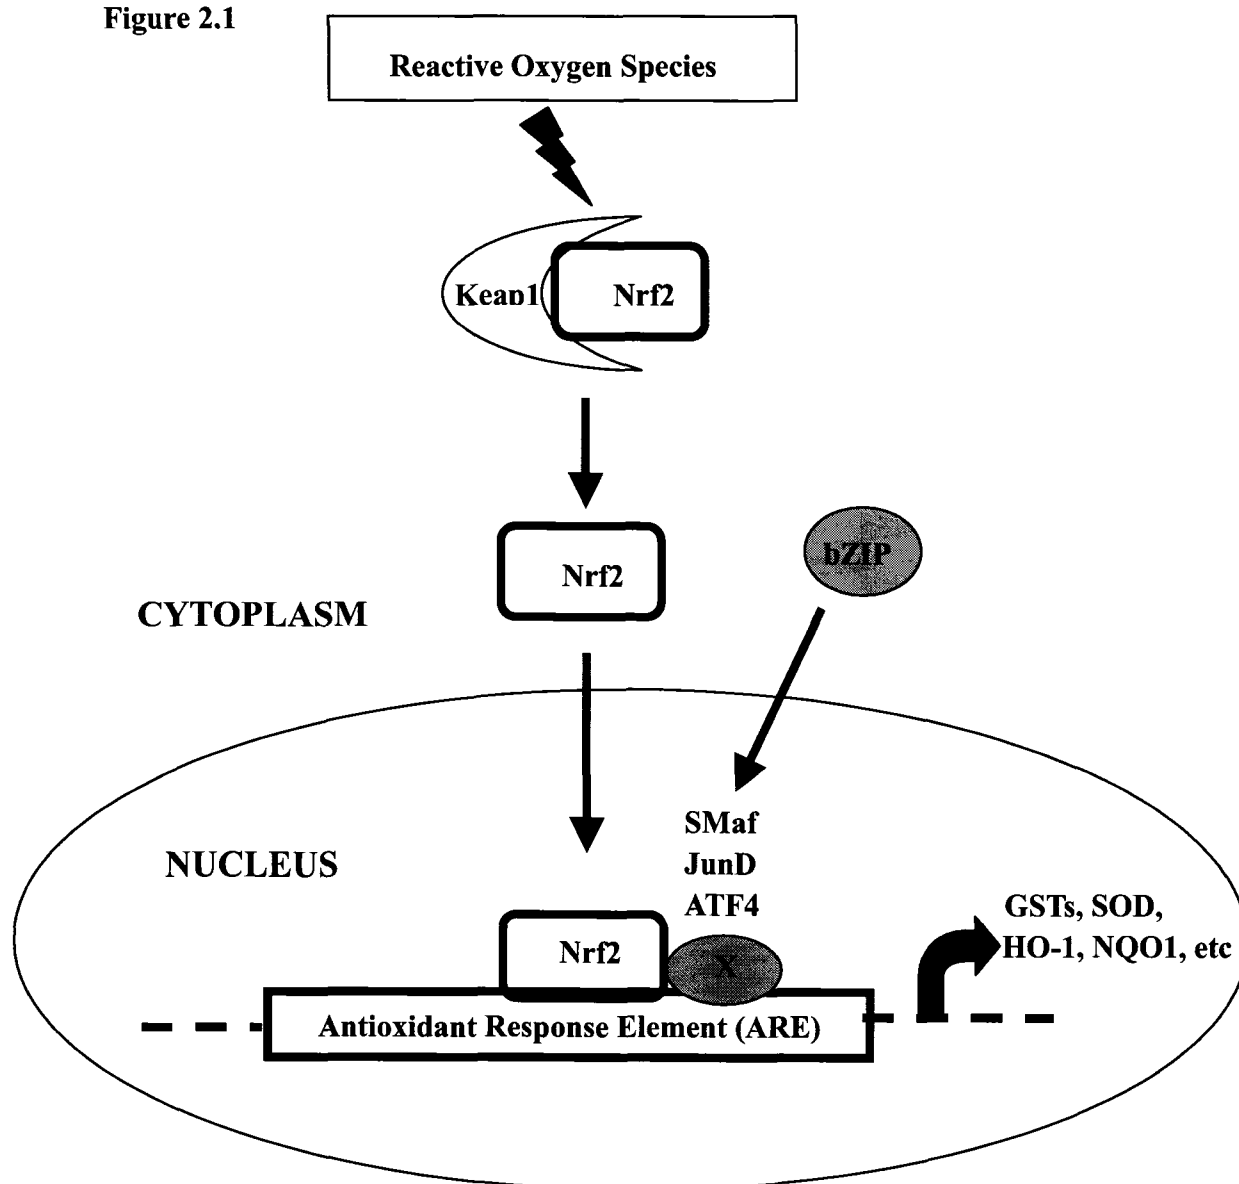 Figure 2.1
Reactive Oxygen Species
Keap1
Nrf2
Nrf2
bZIP
CYTOPLASM
SMaf
JunD
ATF4
NUCLEUS
GSTs, SOD,
HO-1, NQO1, etc
Nrf2
X
Antioxidant Response Element (ARE)